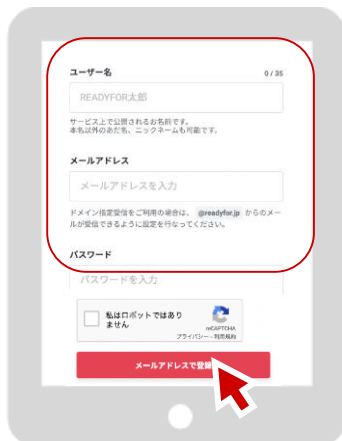 ユーザー名 0 / 35
READYFOR太郎
サービス上で公開されるお名前です。
本名以外のあだ名、ニックネームも可能です。
メールアドレス
メールアドレスを入力
ドメイン指定受信をご利用の場合は、 @readyfor.jp からのメー
ルが受信できるように設定を行なってください。
パスワード
パスワードを入力
私はロボットではあり
ません
reCAPTCHA
プライバシー - 利用規約
メールアドレスで登録